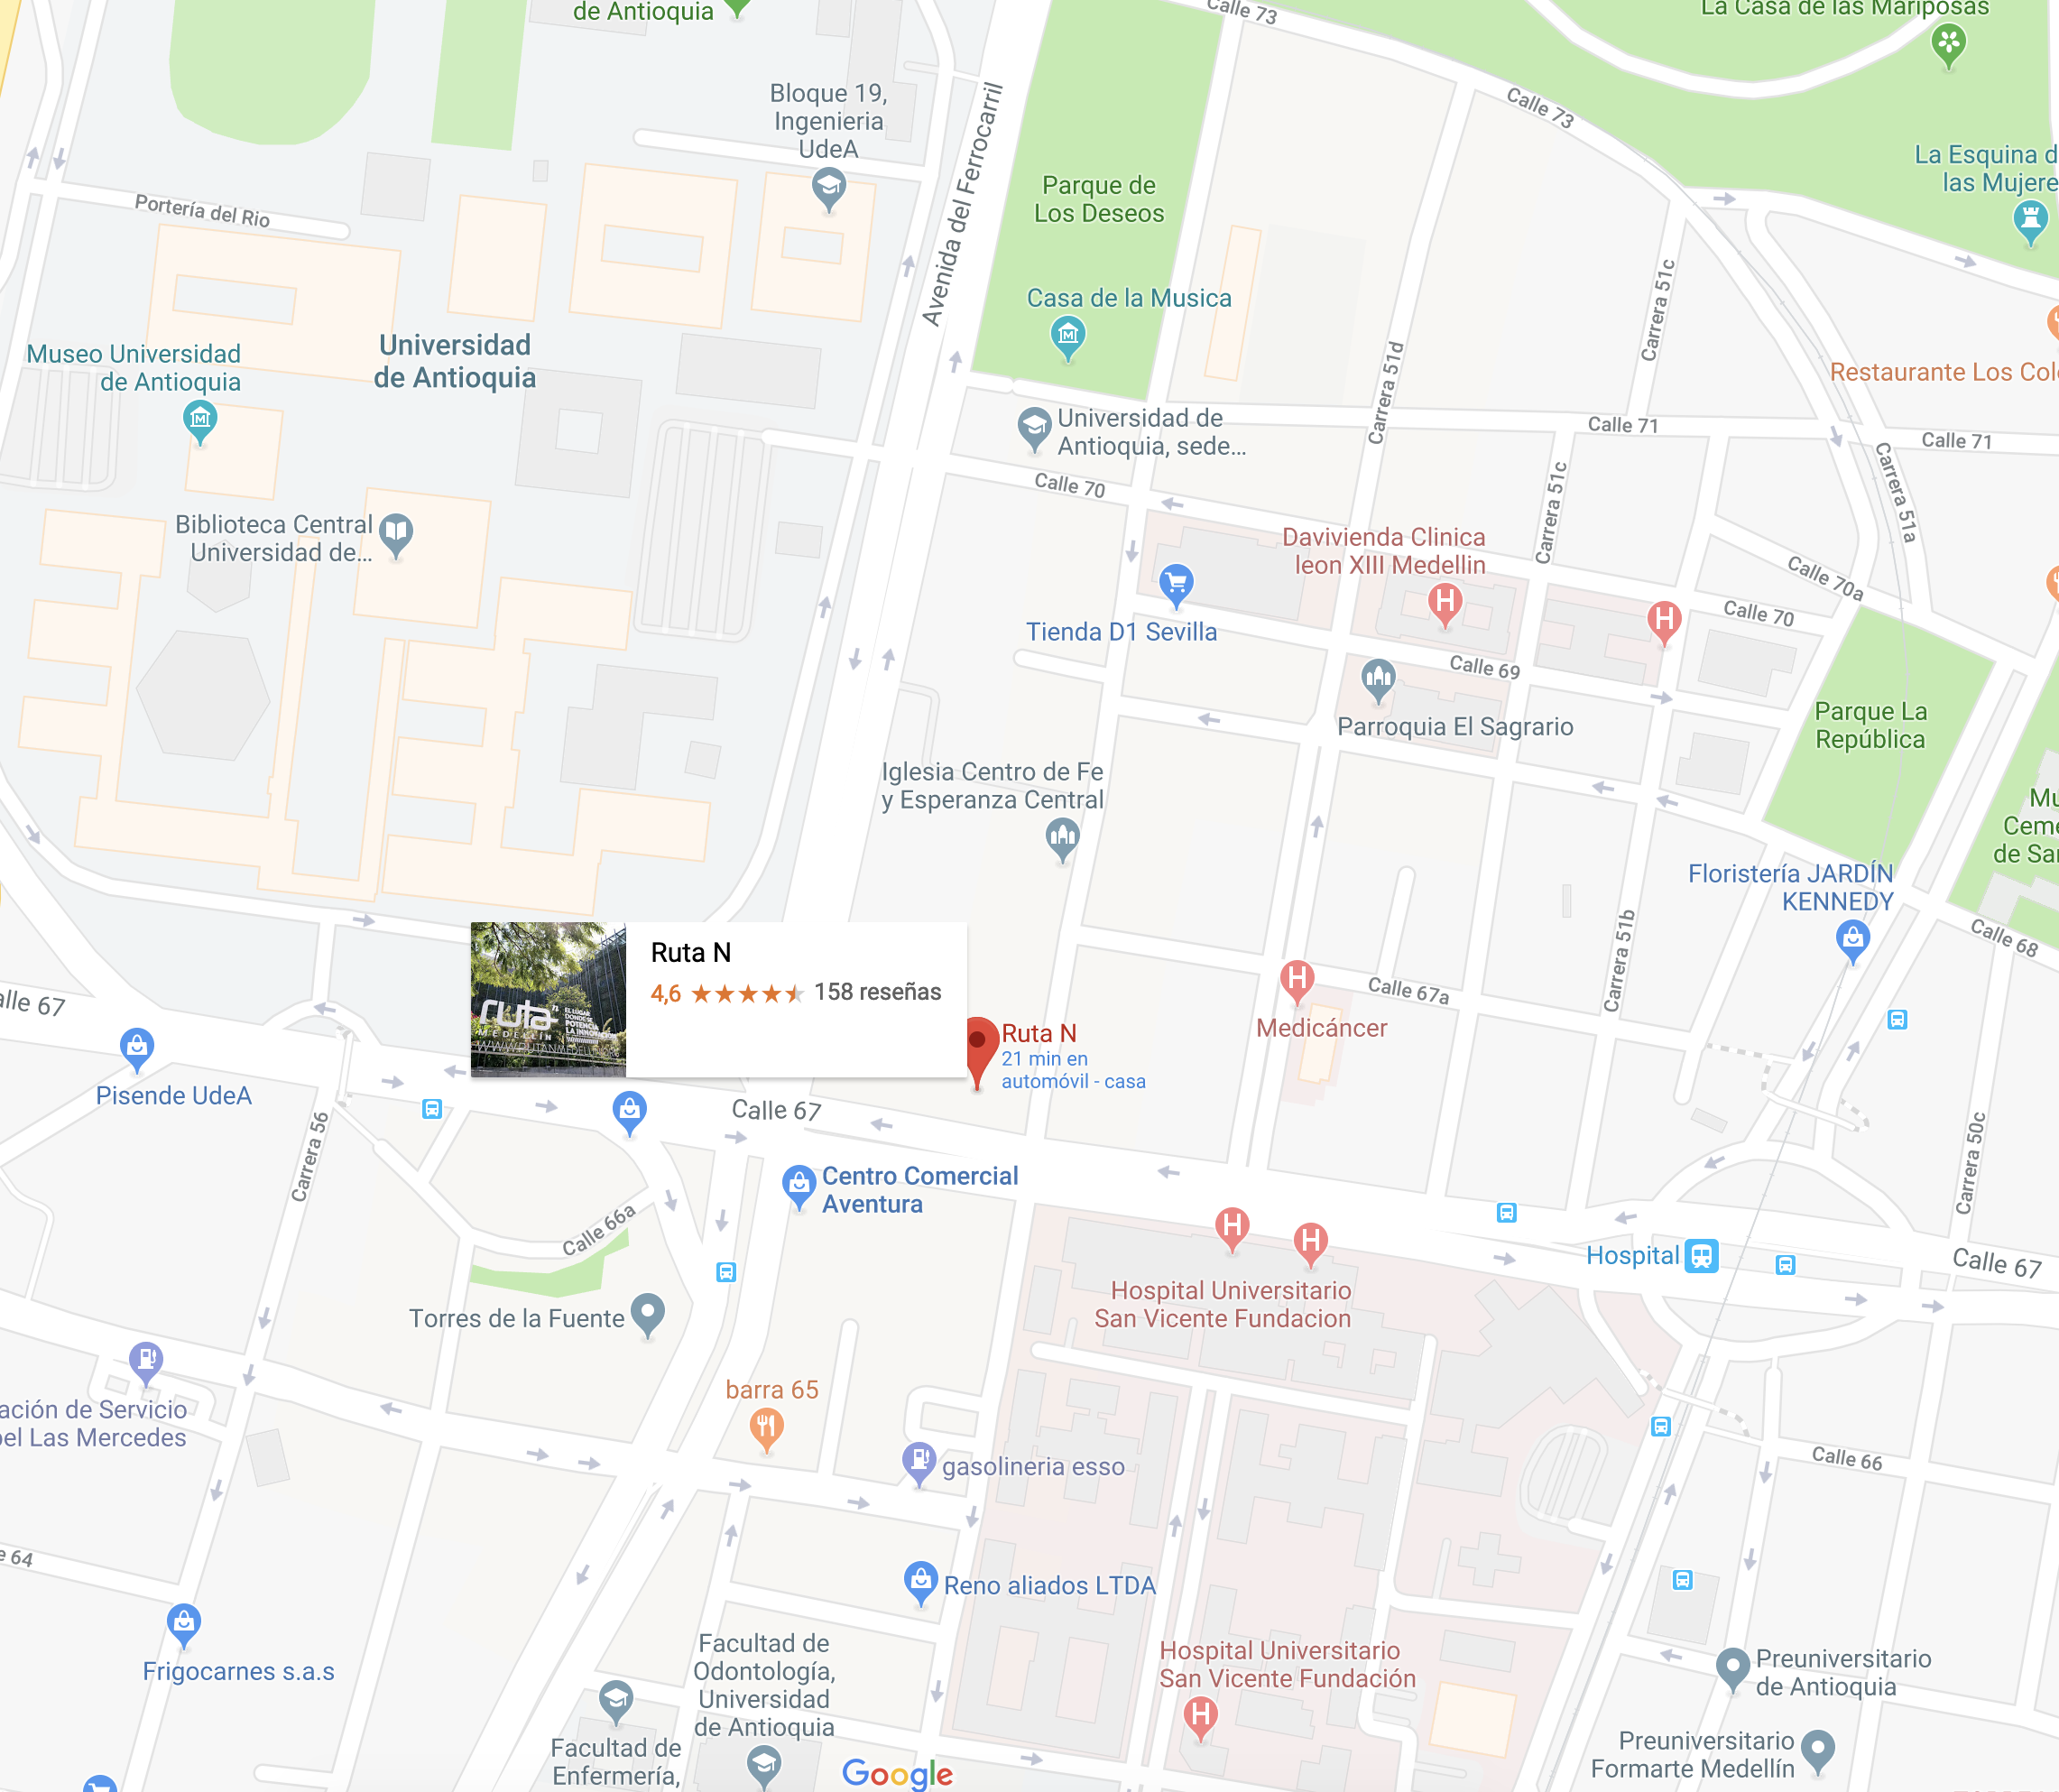 de Antioquia
Calle 73
La Casa de las Mariposas
Bloque 19,
Ingenieria
UdeA
Avenida del Ferrocarril
Calle 73
La Esquina d
las Mujere
Parque de
Los Deseos
Portería del Rio
Casa de la Musica
Carrera 51c
Museo Universidad
de Antioquia
Universidad
de Antioquia
Carrera 51d
Restaurante Los Col
Universidad de
Antioquia, sede...
Calle 71
Calle 71
Calle 70
Carrera 51c
Carrera 51a
Biblioteca Central
Universidad de...
Davivienda Clinica
leon XIII Medellin
Calle 70a
Calle 70
Tienda D1 Sevilla
Calle 69
Parroquia El Sagrario
Parque La
República
Iglesia Centro de Fe
y Esperanza Central
Mu
Ceme
de Sa
Floristería JARDÍN
KENNEDY
Calle 68
Carrera 51b
Ruta N
4,6
158 reseñas
ruta
MEDELLÍN
Calle 67a
alle 67
Medicáncer
Ruta N
21 min en
automóvil - casa
Pisende UdeA
Calle 67
Carrera 56
Carrera 50c
Centro Comercial
Aventura
Calle 66a
Hospital
Calle 67
Hospital Universitario
San Vicente Fundacion
Torres de la Fuente
barra 65
ación de Servicio
el Las Mercedes
gasolineria esso
Calle 66
e 64
Reno aliados LTDA
Frigocarnes s.a.s
Facultad de
Odontología,
Universidad
de Antioquia
Hospital Universitario
San Vicente Fundación
Preuniversitario
de Antioquia
Facultad de
Enfermería,
Preuniversitario
Formarte Medellín
Google